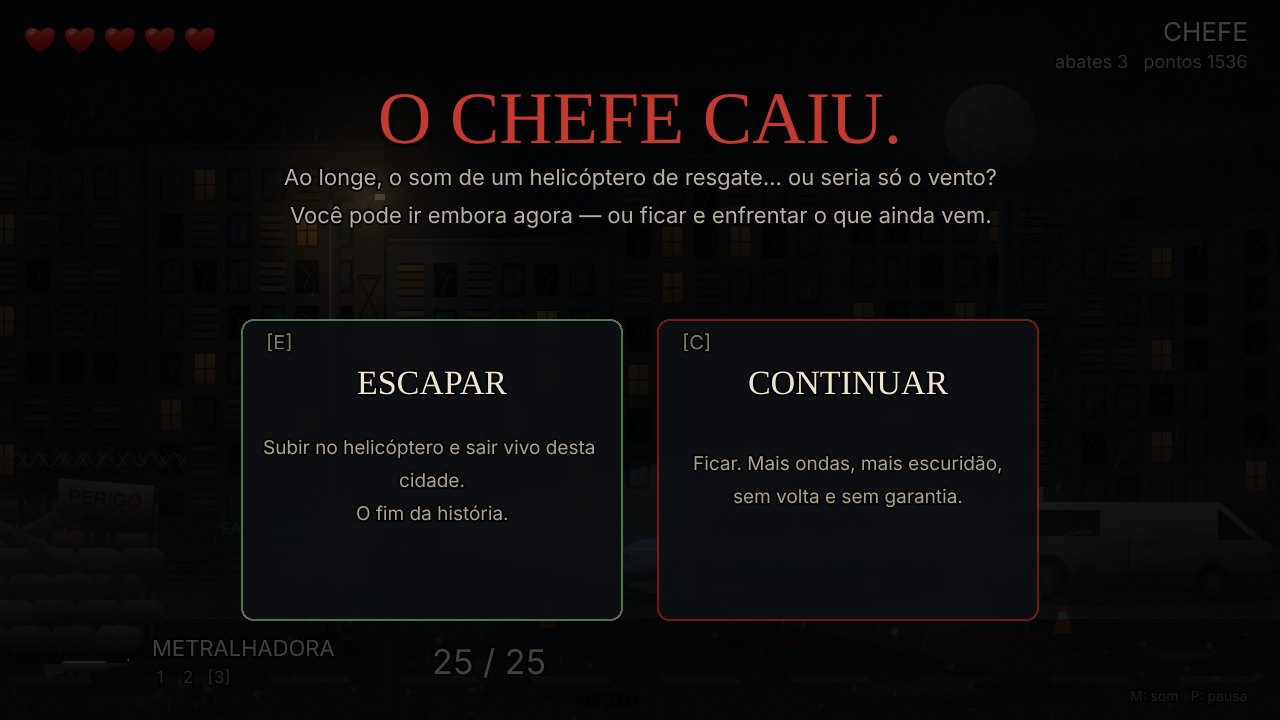 CHEFE
abates 3 pontos 1536
O CHEFE CAIU.
Ao longe, o som de um helicóptero de resgate... ou seria só o vento?
Você pode ir embora agora — ou ficar e enfrentar o que ainda vem.
[E]
ESCAPAR
Subir no helicóptero e sair vivo desta
cidade.
O fim da história.
[C]
CONTINUAR
Ficar. Mais ondas, mais escuridão,
sem volta e sem garantia.
PERIGO
METRALHADORA
1 2 [3]
25 / 25
M: som P: pausa